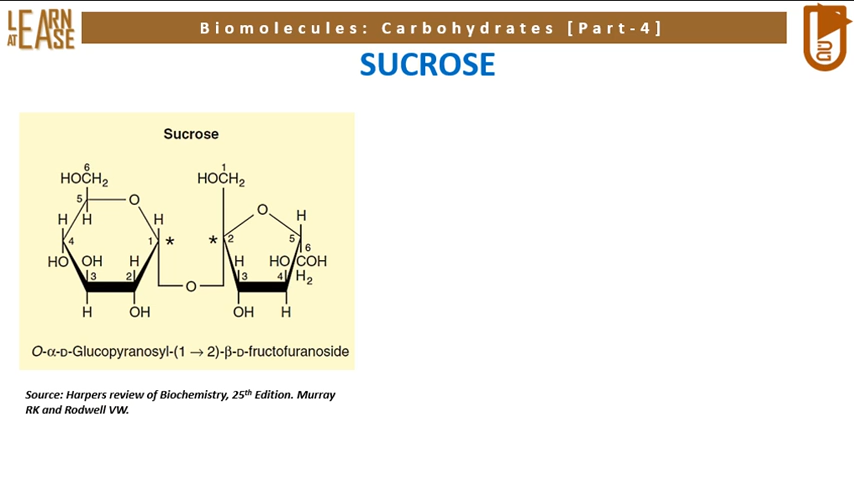 LEARN
AT EASE
Biomolecules: Carbohydrates [Part-4]
SUCROSE
Sucrose
6
HOCH2
1
HOCH2
5
O
O
H H
H
H
4
1 *
* 2
5
6
HO OH H
H HO COH
3 2
3 4 H2
O
H OH
OH H
O-α-D-Glucopyranosyl-(1 → 2)-β-D-fructofuranoside
Source: Harpers review of Biochemistry, 25th Edition. Murray
RK and Rodwell VW.